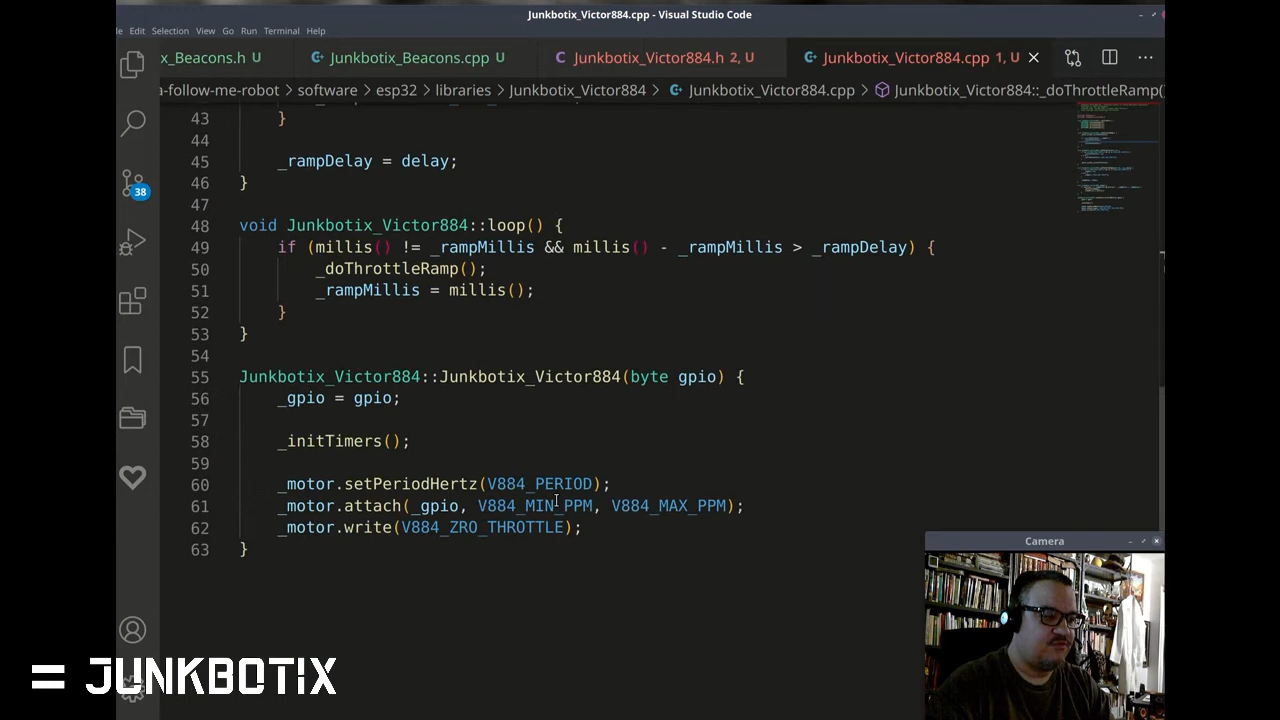 Junkbotix_Victor884.cpp - Visual Studio Code
Edit Selection View Go Run Terminal Help
x_Beacons.h U Junkbotix_Beacons.cpp U Junkbotix_Victor884.h 2, U Junkbotix_Victor884.cpp 1, U
a-follow-me-robot > software > esp32 > libraries > Junkbotix_Victor884 > Junkbotix_Victor884.cpp > Junkbotix_Victor884::_doThrottleRamp()
43 }
44
45 _rampDelay = delay;
46 }
47
48 void Junkbotix_Victor884::loop() {
49 if (millis() != _rampMillis && millis() - _rampMillis > _rampDelay) {
50 _doThrottleRamp();
51 _rampMillis = millis();
52 }
53 }
54
55 Junkbotix_Victor884::Junkbotix_Victor884(byte gpio) {
56 _gpio = gpio;
57
58 _initTimers();
59
60 _motor.setPeriodHertz(V884_PERIOD);
61 _motor.attach(_gpio, V884_MIN_PPM, V884_MAX_PPM);
62 _motor.write(V884_ZRO_THROTTLE);
63 }
38
Camera
JUNKBOTIX